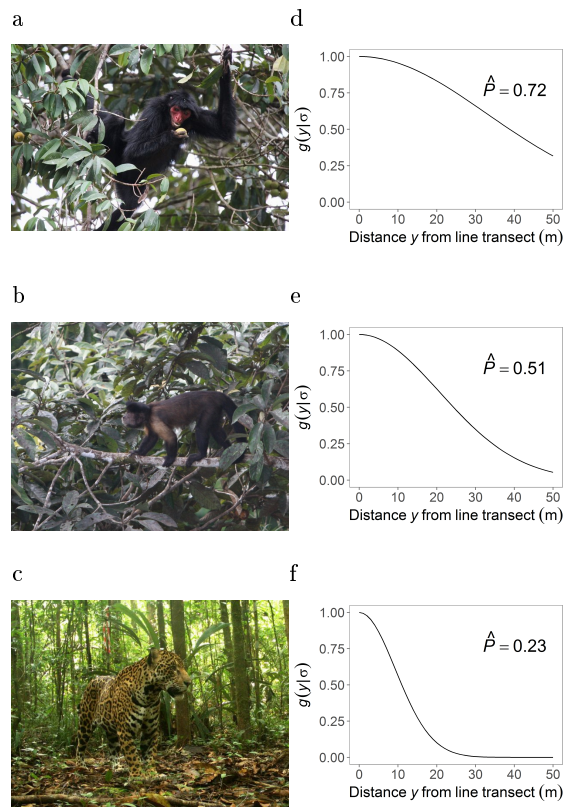 a
d
1.00
0.75
0.50
0.25
0.00
g(y|σ)
P̂ = 0.72
0 10 20 30 40 50
Distance y from line transect (m)
b
e
1.00
0.75
0.50
0.25
0.00
g(y|σ)
P̂ = 0.51
0 10 20 30 40 50
Distance y from line transect (m)
c
f
1.00
0.75
0.50
0.25
0.00
g(y|σ)
P̂ = 0.23
0 10 20 30 40 50
Distance y from line transect (m)